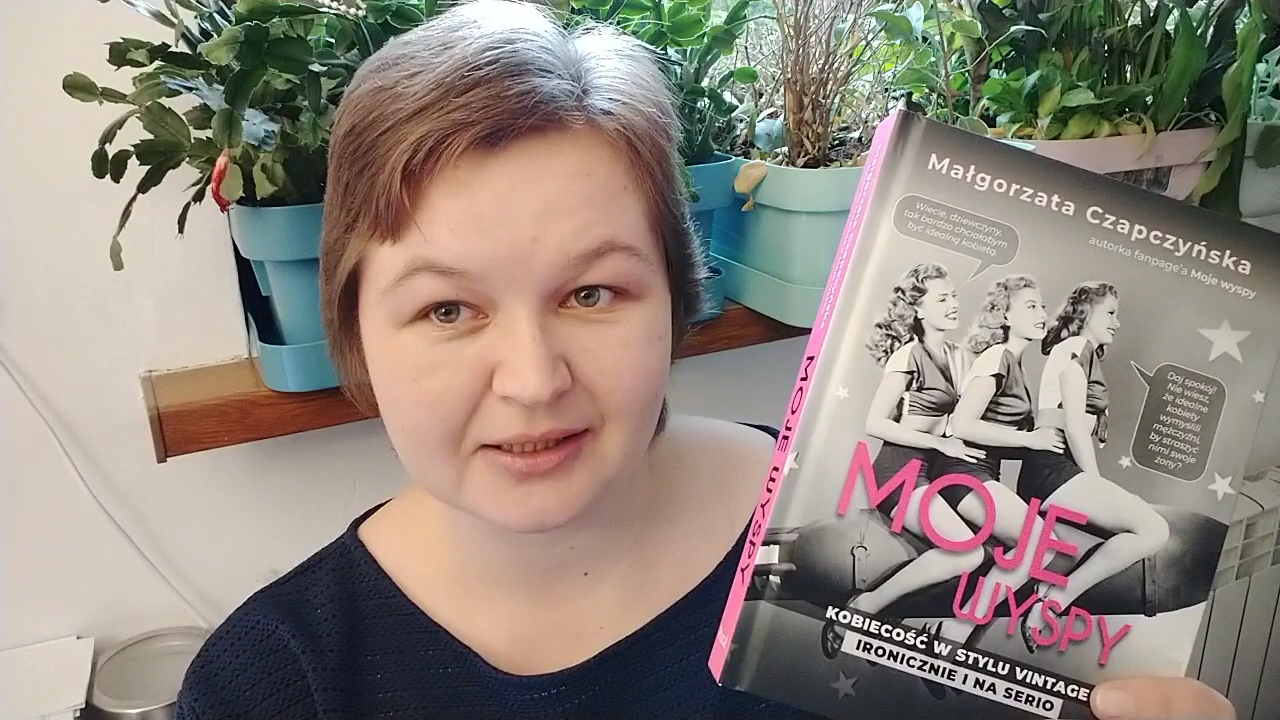 Małgorzata Czapczyńska
autorka fanpage'a Moje wyspy
Wiecie, dziewczyny,
tak bardzo chciałabym
być idealną kobietą.
Daj spokój!
Nie wiesz,
że idealne
kobiety
wymyślili
mężczyźni,
by straszyć
nimi swoje
żony?
MOJE
WYSPY
KOBIECOŚĆ W STYLU VINTAGE
IRONICZNIE I NA SERIO
MOJE WYSPY